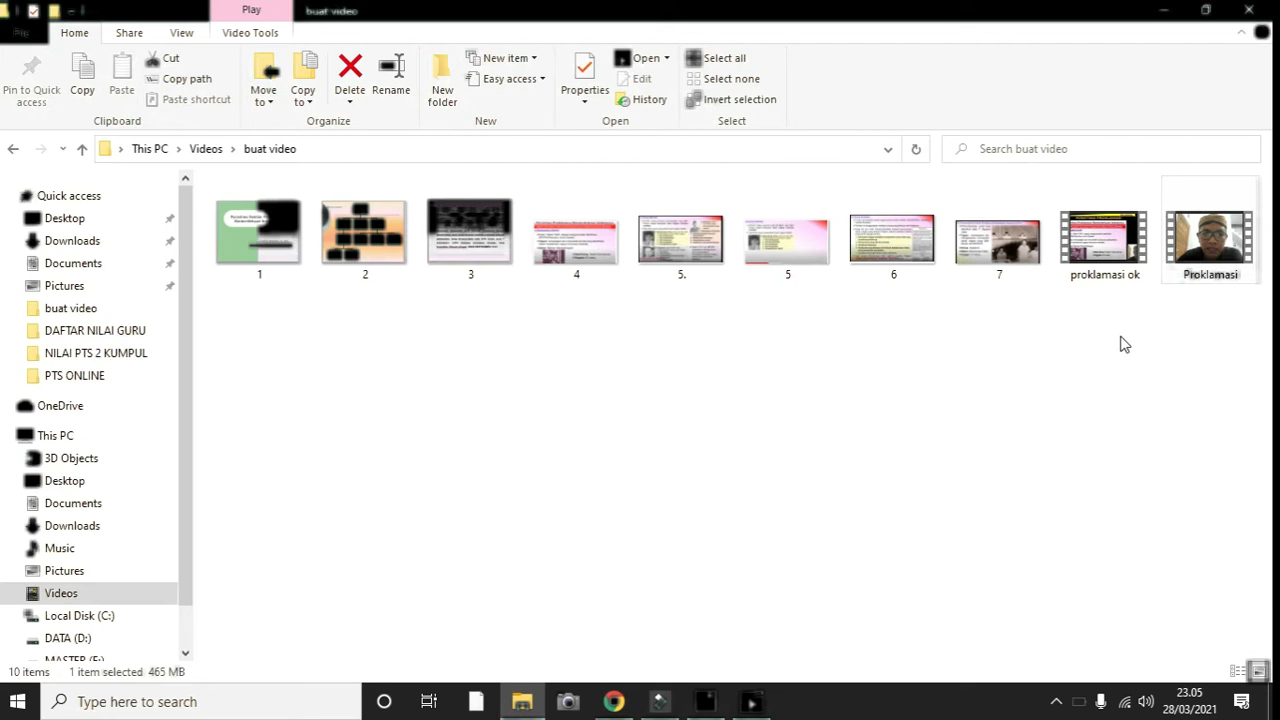 Play
buat video
Home
Share
View
Video Tools
Pin to Quick access
Copy
Paste
Cut
Copy path
Paste shortcut
Clipboard
Move to
Copy to
Delete
Rename
Organize
New folder
New item
Easy access
New
Properties
Open
Edit
History
Open
Select all
Select none
Invert selection
Select
This PC
Videos
buat video
Search buat video
Quick access
Desktop
Downloads
Documents
Pictures
buat video
DAFTAR NILAI GURU
NILAI PTS 2 KUMPUL
PTS ONLINE
OneDrive
This PC
3D Objects
Desktop
Documents
Downloads
Music
Pictures
Videos
Local Disk (C:)
DATA (D:)
1
2
3
4
5.
5
6
7
proklamasi ok
Proklamasi
10 items
1 item selected 465 MB
Type here to search
23.05
28/03/2021